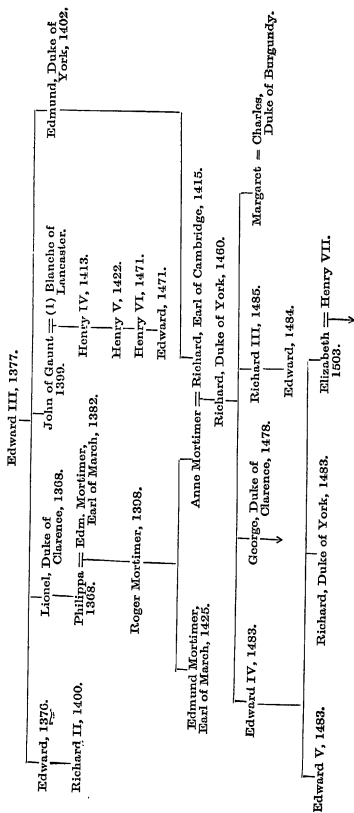 Edward III, 1377.
Edward, 1376.
Lionel, Duke of
Clarence, 1368.
John of Gaunt = (1) Blanche of
1399. Lancaster.
Edmund, Duke of
York, 1402.
Richard II, 1400.
Philippa = Edm. Mortimer,
1368. Earl of March, 1382.
Henry IV, 1413.
Henry V, 1422.
Roger Mortimer, 1398.
Henry VI, 1471.
Edward, 1471.
Edmund Mortimer,
Earl of March, 1425.
Anne Mortimer = Richard, Earl of Cambridge, 1415.
Richard, Duke of York, 1460.
Edward IV, 1483.
George, Duke of
Clarence, 1478.
Richard III, 1485.
Margaret = Charles,
Duke of Burgundy.
Edward, 1484.
Edward V, 1483.
Richard, Duke of York, 1483.
Elizabeth = Henry VII.
1503.